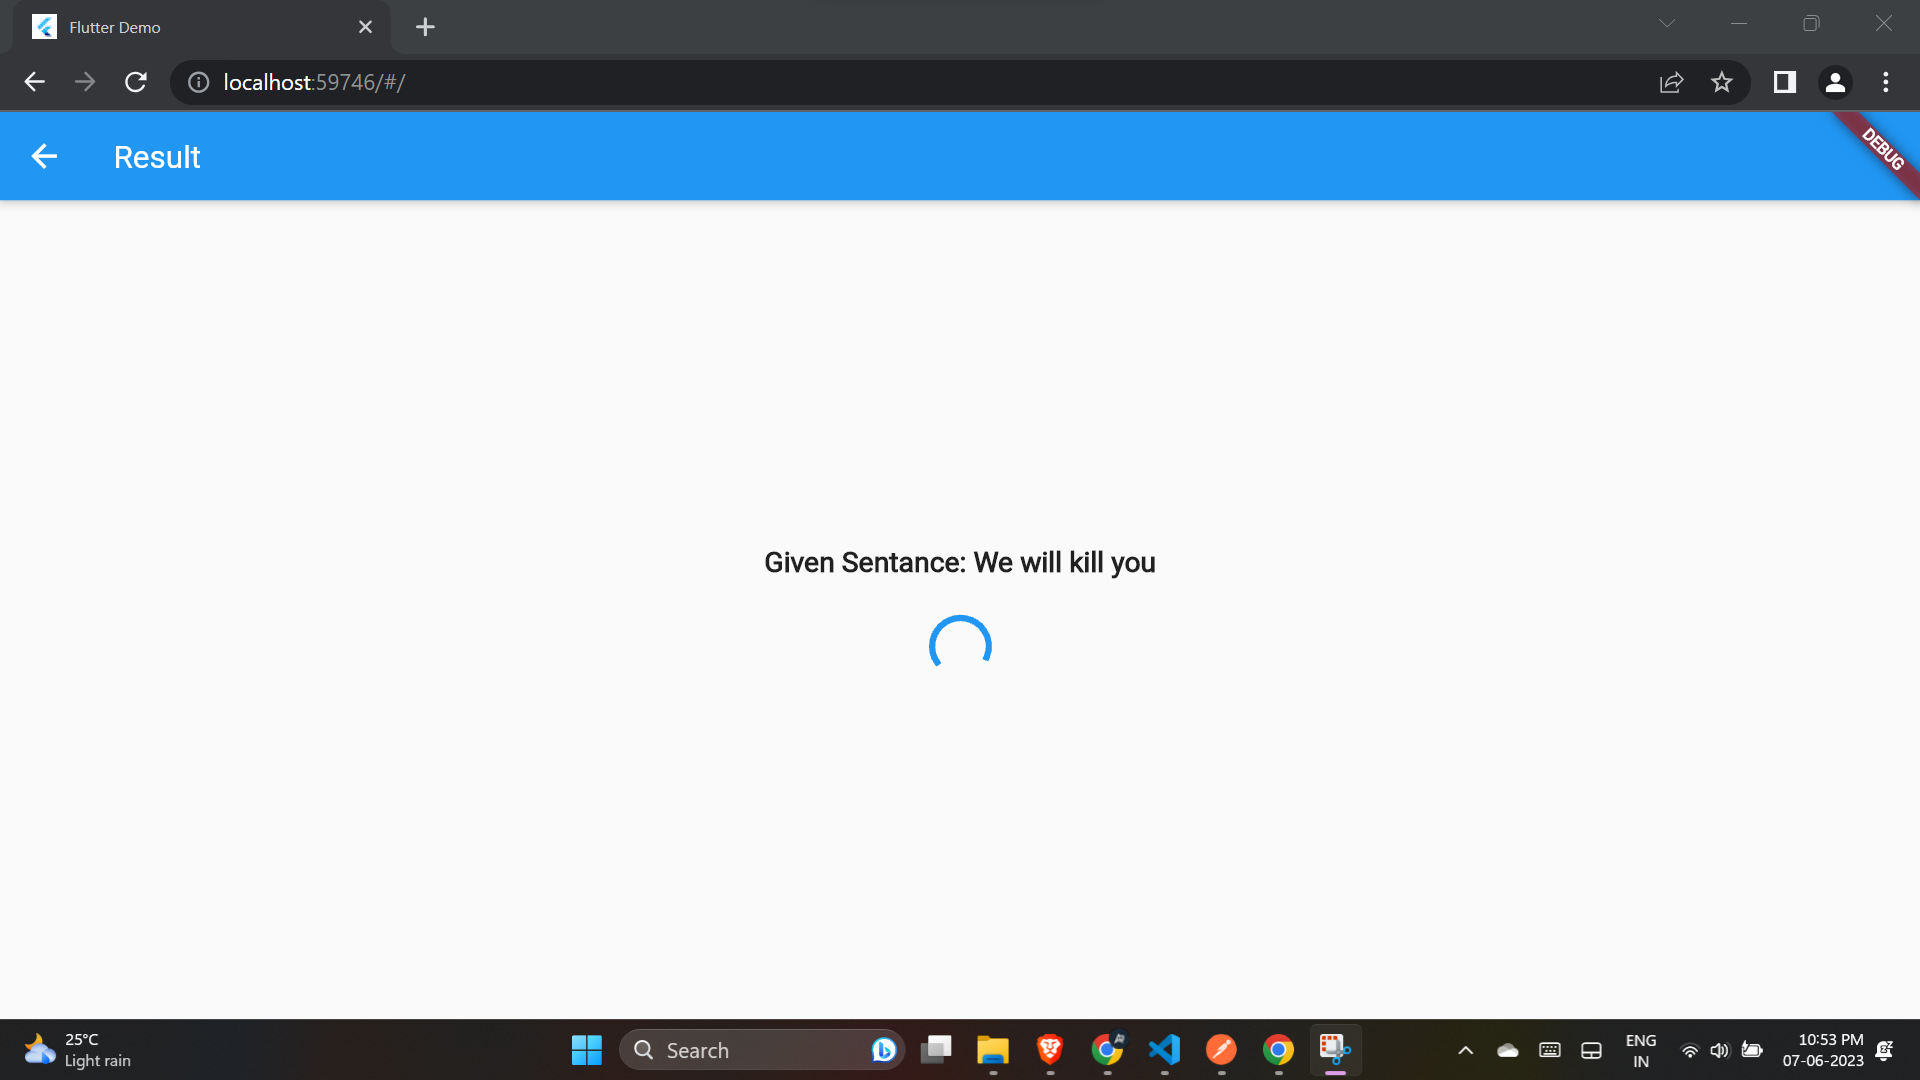 Flutter Demo
localhost:59746/#/
Result
DEBUG
Given Sentance: We will kill you
25°C
Light rain
Search
ENG
IN
10:53 PM
07-06-2023